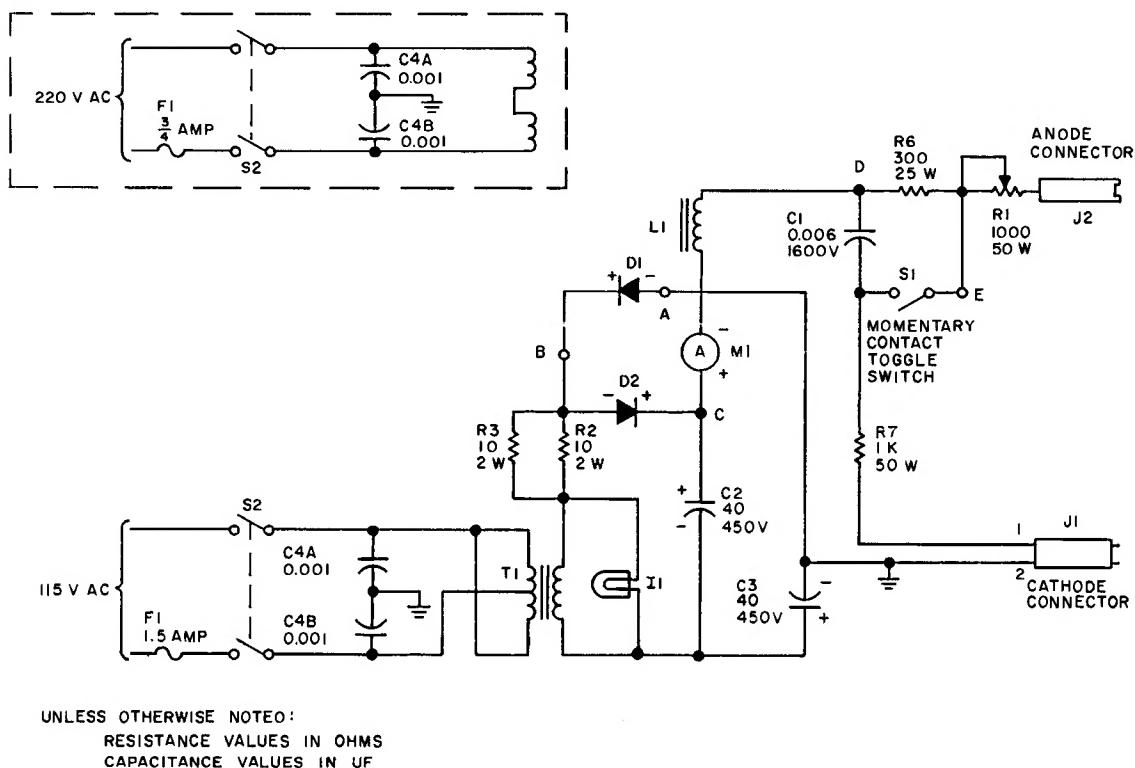 220 V AC
F1
3/4 AMP
S2
C4A
0.001
C4B
0.001
ANODE
CONNECTOR
R6
300
25 W
D
J2
R1
1000
50 W
L1
C1
0.006
1600V
S1
E
D1
+ -
A
MOMENTARY
CONTACT
TOGGLE
SWITCH
B
-
A
M1
+
D2
- +
C
R3
10
2 W
R2
10
2 W
R7
1 K
50 W
+
-
C2
40
450V
115 V AC
S2
F1
1.5 AMP
C4A
0.001
C4B
0.001
T1
I1
C3
40
450V
-
+
1
2
J1
CATHODE
CONNECTOR
UNLESS OTHERWISE NOTEO:
RESISTANCE VALUES IN OHMS
CAPACITANCE VALUES IN UF